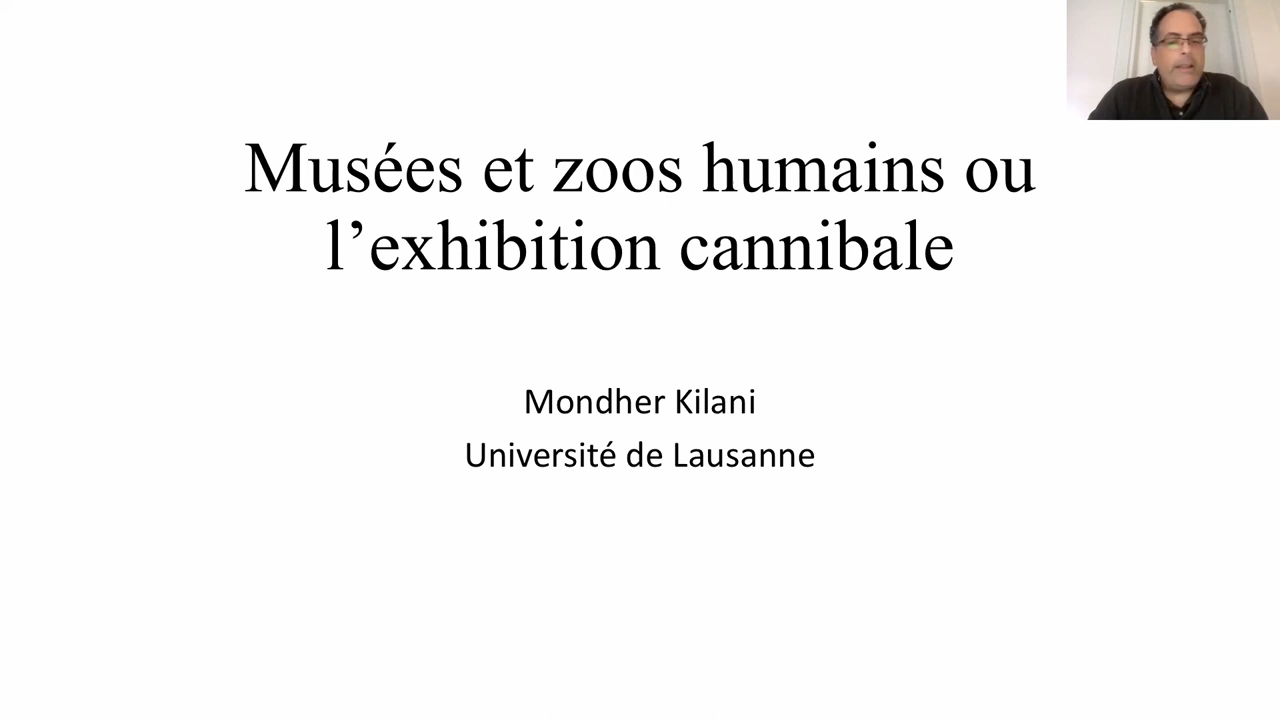 Musées et zoos humains ou
l’exhibition cannibale
Mondher Kilani
Université de Lausanne